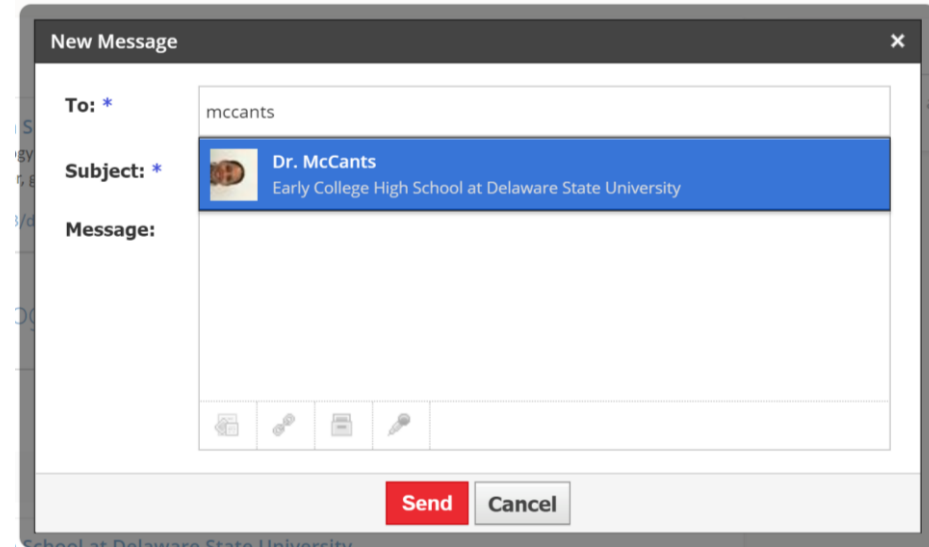 New Message ×
To: *
mccants
Dr. McCants
Early College High School at Delaware State University
Subject: *
Message:
Send
Cancel
School at Delaware State University